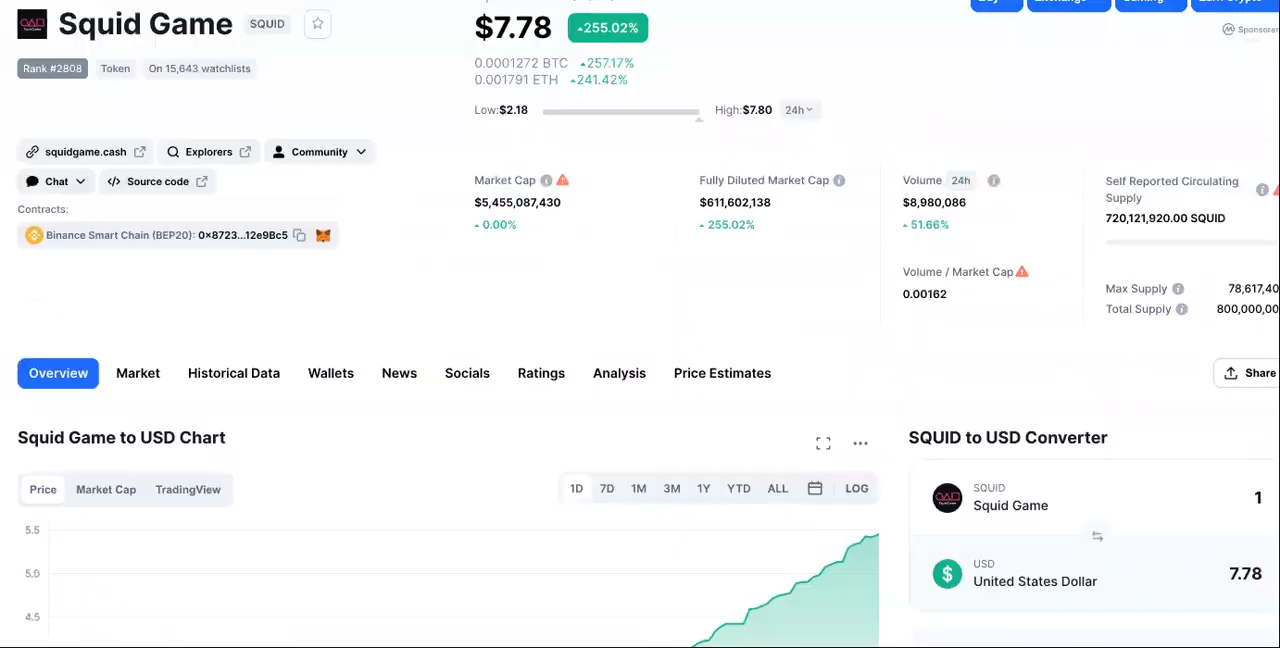 Squid Game SQUID
Rank #2808 Token On 15,643 watchlists
squidgame.cash Explorers Community
Chat Source code
Contracts:
Binance Smart Chain (BEP20): 0x8723...12e9Bc5
$7.78 255.02%
0.0001272 BTC 257.17%
0.001791 ETH 241.42%
Low:$2.18 High:$7.80 24h
Market Cap
$5,455,087,430
0.00%
Fully Diluted Market Cap
$611,602,138
255.02%
Volume 24h
$8,980,086
51.66%
Volume / Market Cap
0.00162
Self Reported Circulating
Supply
720,121,920.00 SQUID
Max Supply 78,617,40
Total Supply 800,000,00
Overview Market Historical Data Wallets News Socials Ratings Analysis Price Estimates Share
Squid Game to USD Chart
Price Market Cap TradingView 1D 7D 1M 3M 1Y YTD ALL LOG
5.5
5.0
4.5
SQUID to USD Converter
SQUID
Squid Game 1
USD
United States Dollar 7.78